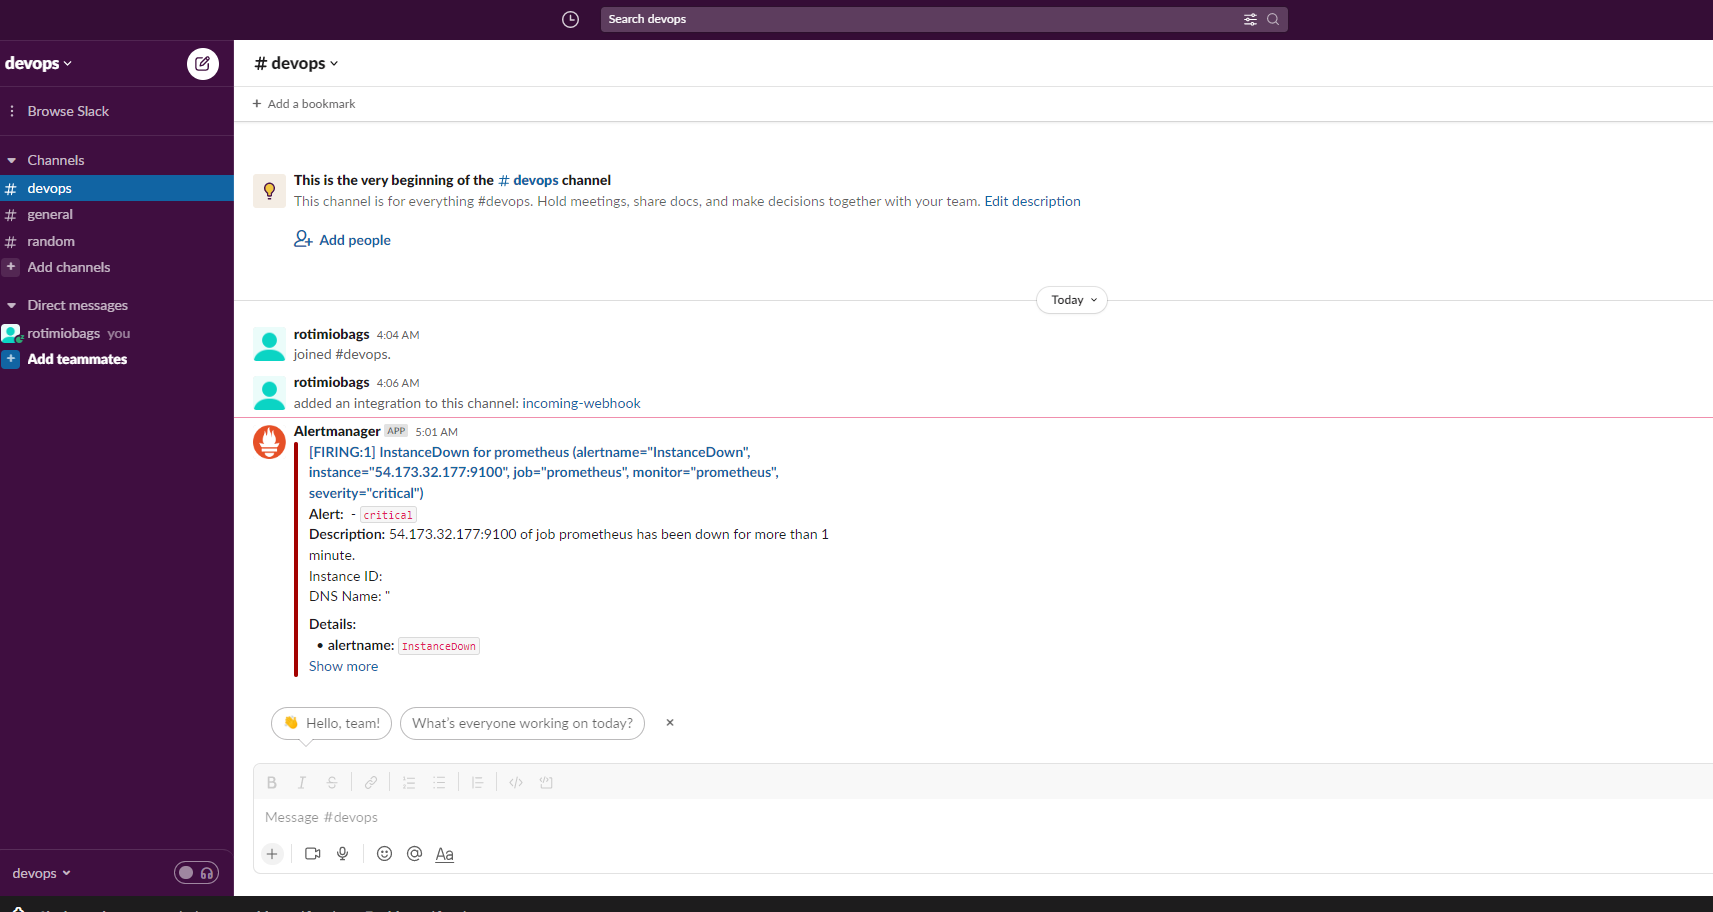 Search devops
devops
Browse Slack
Channels
# devops
# general
# random
+ Add channels
Direct messages
rotimiobags you
+ Add teammates
devops
# devops
+ Add a bookmark
This is the very beginning of the # devops channel
This channel is for everything #devops. Hold meetings, share docs, and make decisions together with your team. Edit description
Add people
Today
rotimiobags 4:04 AM
joined #devops.
rotimiobags 4:06 AM
added an integration to this channel: incoming-webhook
Alertmanager APP 5:01 AM
[FIRING:1] InstanceDown for prometheus (alertname="InstanceDown",
instance="54.173.32.177:9100", job="prometheus", monitor="prometheus",
severity="critical")
Alert: - critical
Description: 54.173.32.177:9100 of job prometheus has been down for more than 1
minute.
Instance ID:
DNS Name: "
Details:
• alertname: InstanceDown
Show more
👋 Hello, team!
What's everyone working on today?
B I S
Message #devops
+ @ Aa